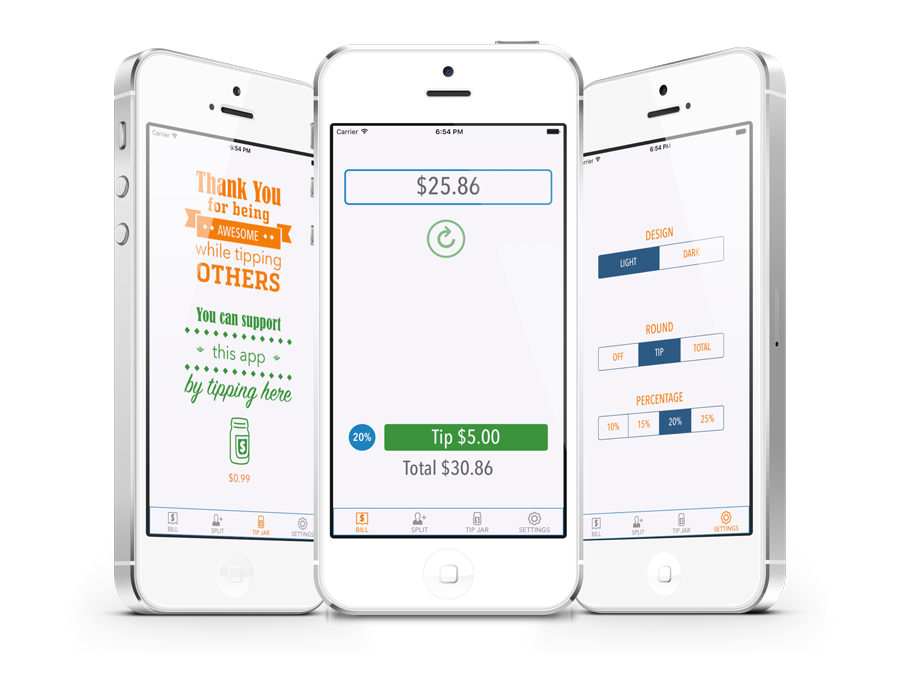 Carrier
6:54 PM
Thank You
for being
AWESOME
while tipping
OTHERS
You can support
this app
by tipping here
$
$0.99
$
BILL
SPLIT
TIP JAR
SETTINGS
Carrier
6:54 PM
$25.86
20%
Tip $5.00
Total $30.86
$
BILL
SPLIT
TIP JAR
SETTINGS
rrier
6:54 PM
DESIGN
LIGHT DARK
ROUND
OFF TIP TOTAL
PERCENTAGE
10% 15% 20% 25%
$
BILL
SPLIT
TIP JAR
SETTINGS